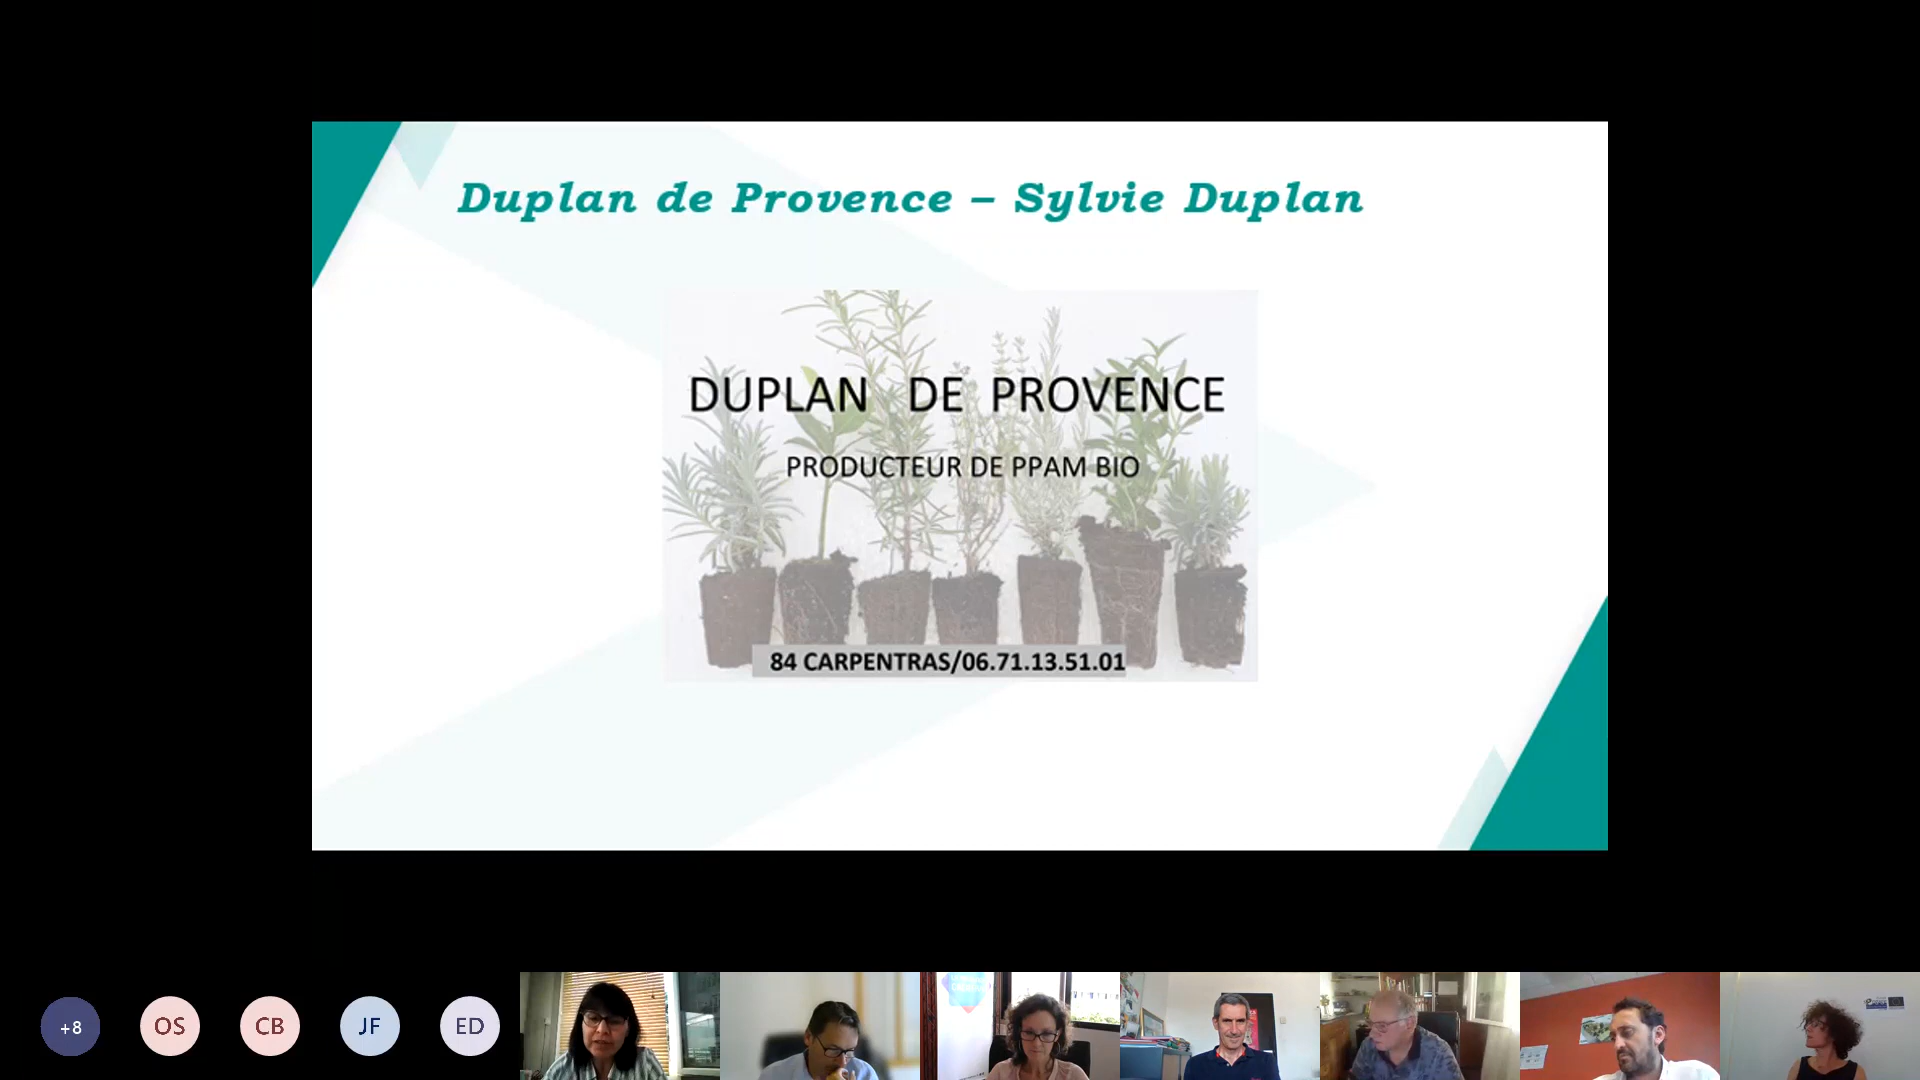 Duplan de Provence – Sylvie Duplan
DUPLAN DE PROVENCE
PRODUCTEUR DE PPAM BIO
84 CARPENTRAS/06.71.13.51.01
+8
OS
CB
JF
ED